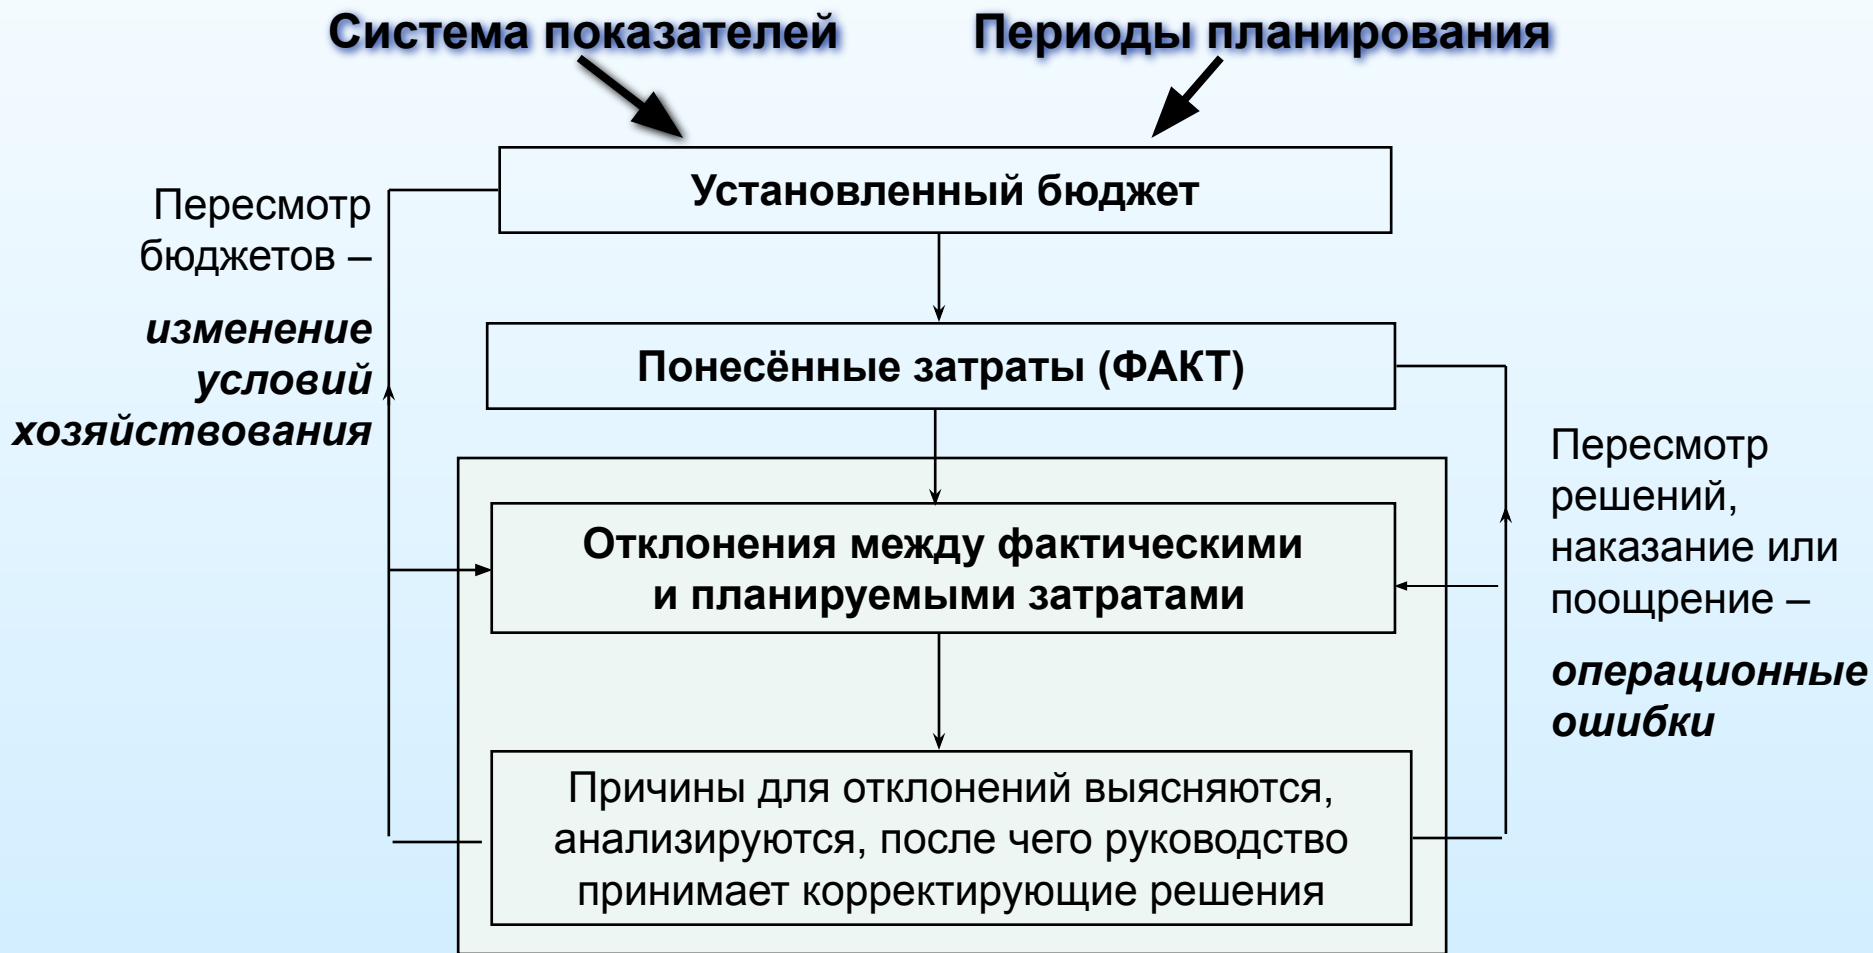 Система показателей
Периоды планирования
Установленный бюджет
Пересмотр
бюджетов –
изменение
условий
хозяйствования
Понесённые затраты (ФАКТ)
Отклонения между фактическими
и планируемыми затратами
Пересмотр
решений,
наказание или
поощрение –
операционные
ошибки
Причины для отклонений выясняются,
анализируются, после чего руководство
принимает корректирующие решения